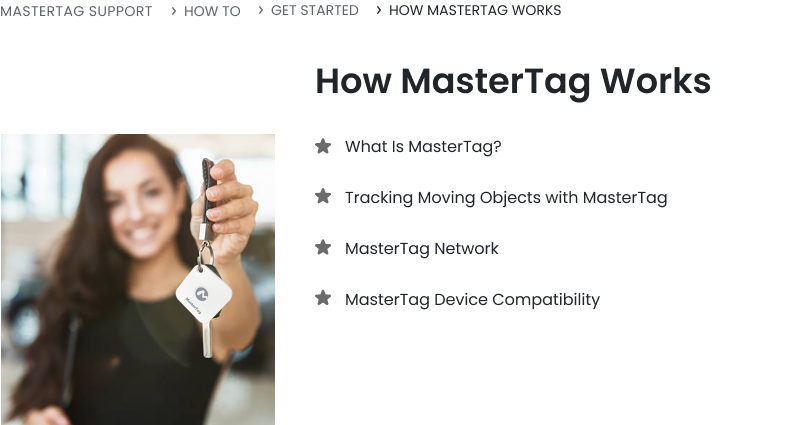 MASTERTAG SUPPORT › HOW TO › GET STARTED › HOW MASTERTAG WORKS
How MasterTag Works
What Is MasterTag?
Tracking Moving Objects with MasterTag
MasterTag Network
MasterTag Device Compatibility
MasterTag